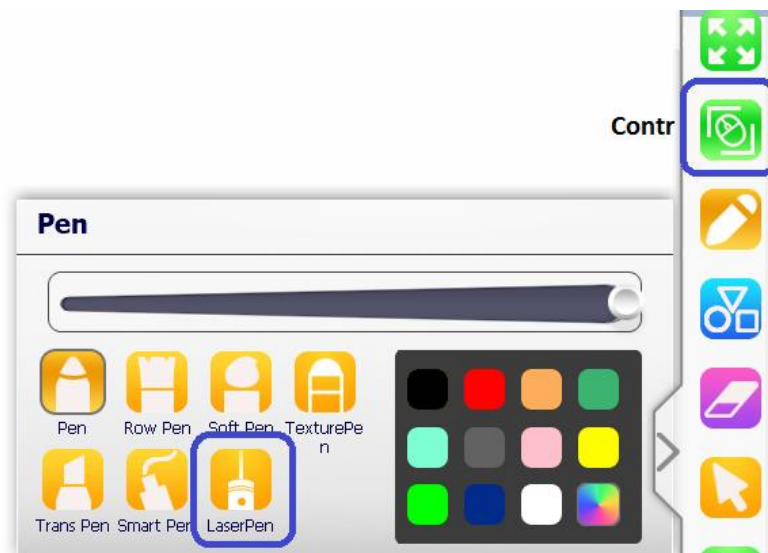 Contr
Pen
Pen Row Pen Soft Pen TexturePe
n
Trans Pen Smart Pen LaserPen